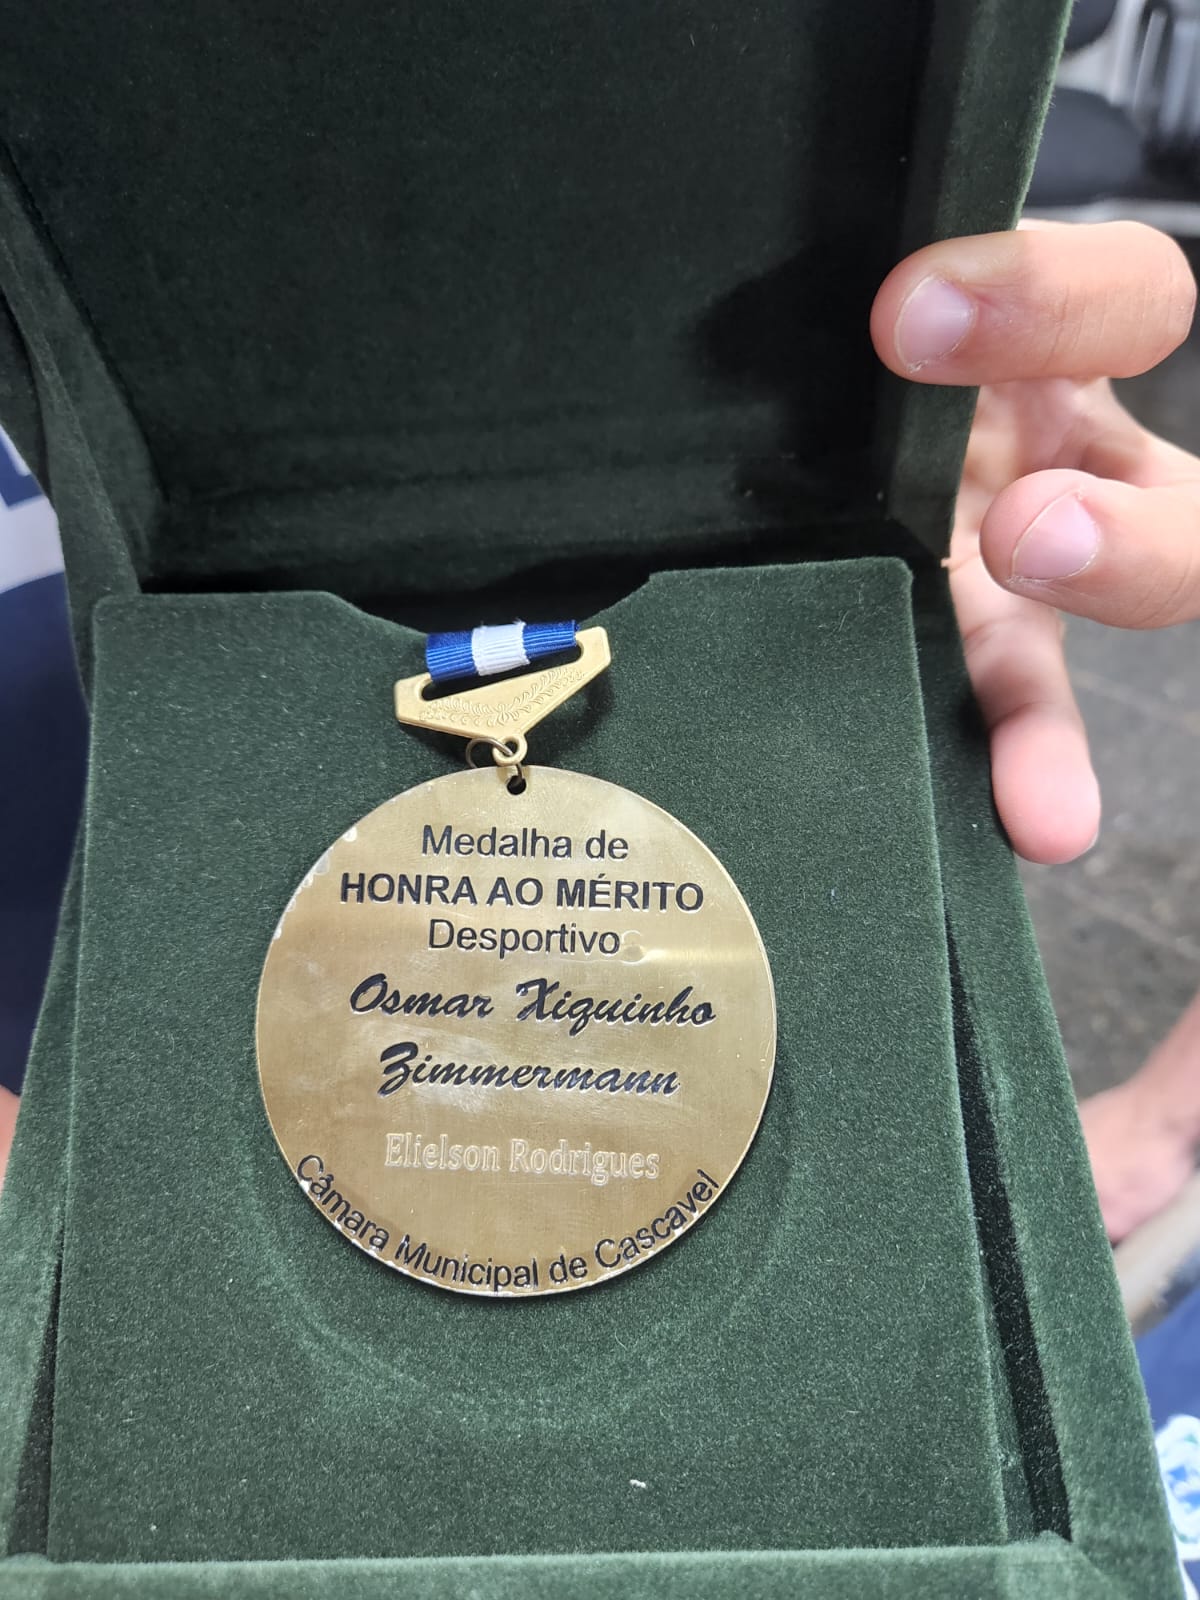 Medalha de
HONRA AO MÉRITO
Desportivo
Osmar Xiquinho
Zimmermann
Elielson Rodrigues
Câmara Municipal de Cascavel